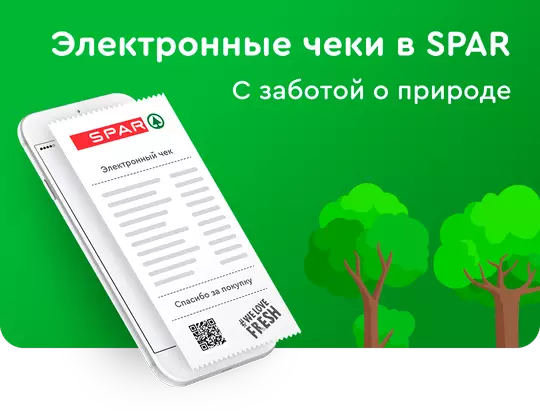 Электронные чеки в SPAR
С заботой о природе
SPAR
Электронный чек
Спасибо за покупку
#WE LOVE
FRESH